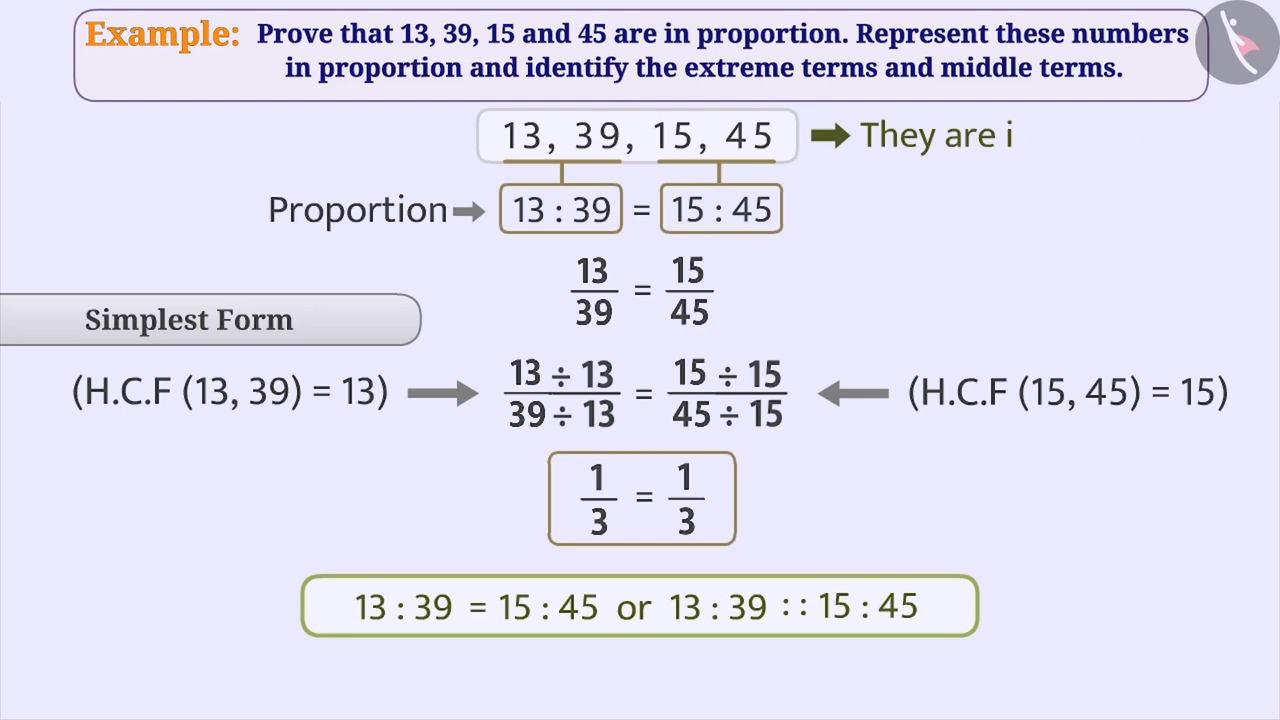 Example: Prove that 13, 39, 15 and 45 are in proportion. Represent these numbers
in proportion and identify the extreme terms and middle terms.
13, 39, 15, 45 ➡ They are i
Proportion ➡ 13 : 39 = 15 : 45
13/39 = 15/45
Simplest Form
(H.C.F (13, 39) = 13) → 13 ÷ 13 / 39 ÷ 13 = 15 ÷ 15 / 45 ÷ 15 ← (H.C.F (15, 45) = 15)
1/3 = 1/3
13 : 39 = 15 : 45 or 13 : 39 : : 15 : 45